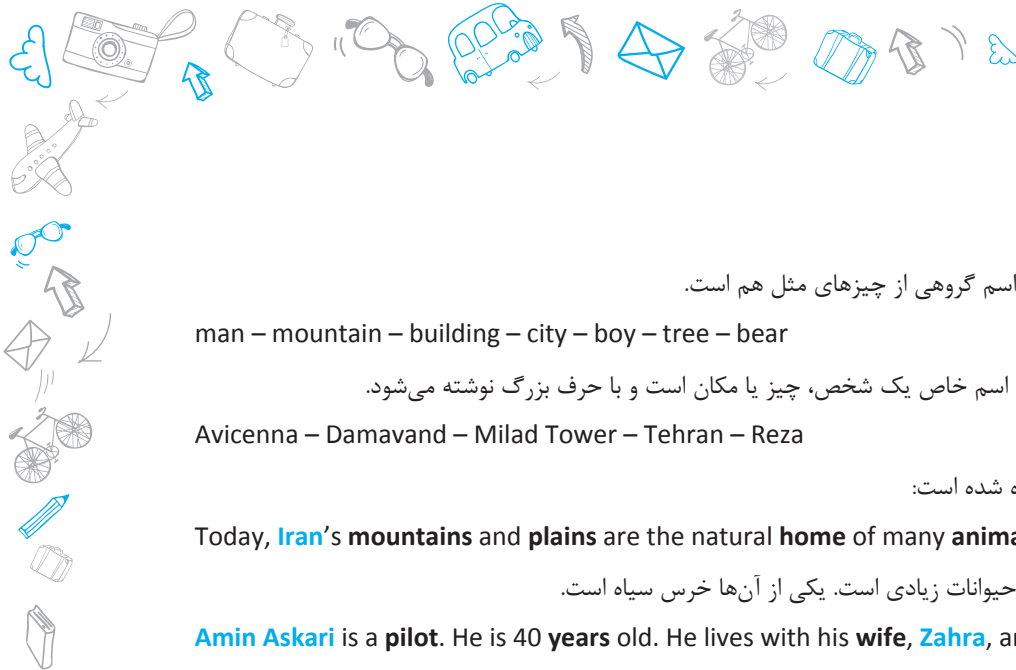 اسم گروهی از چیزهای مثل هم است.
man – mountain – building – city – boy – tree – bear
اسم خاص یک شخص، چیز یا مکان است و با حرف بزرگ نوشته می‌شود.
Avicenna – Damavand – Milad Tower – Tehran – Reza
شده است:
Today, Iran’s mountains and plains are the natural home of many
حیوانات زیادی است. یکی از آن‌ها خرس سیاه است.
Amin Askari is a pilot. He is 40 years old. He lives with his wife, Zahra,